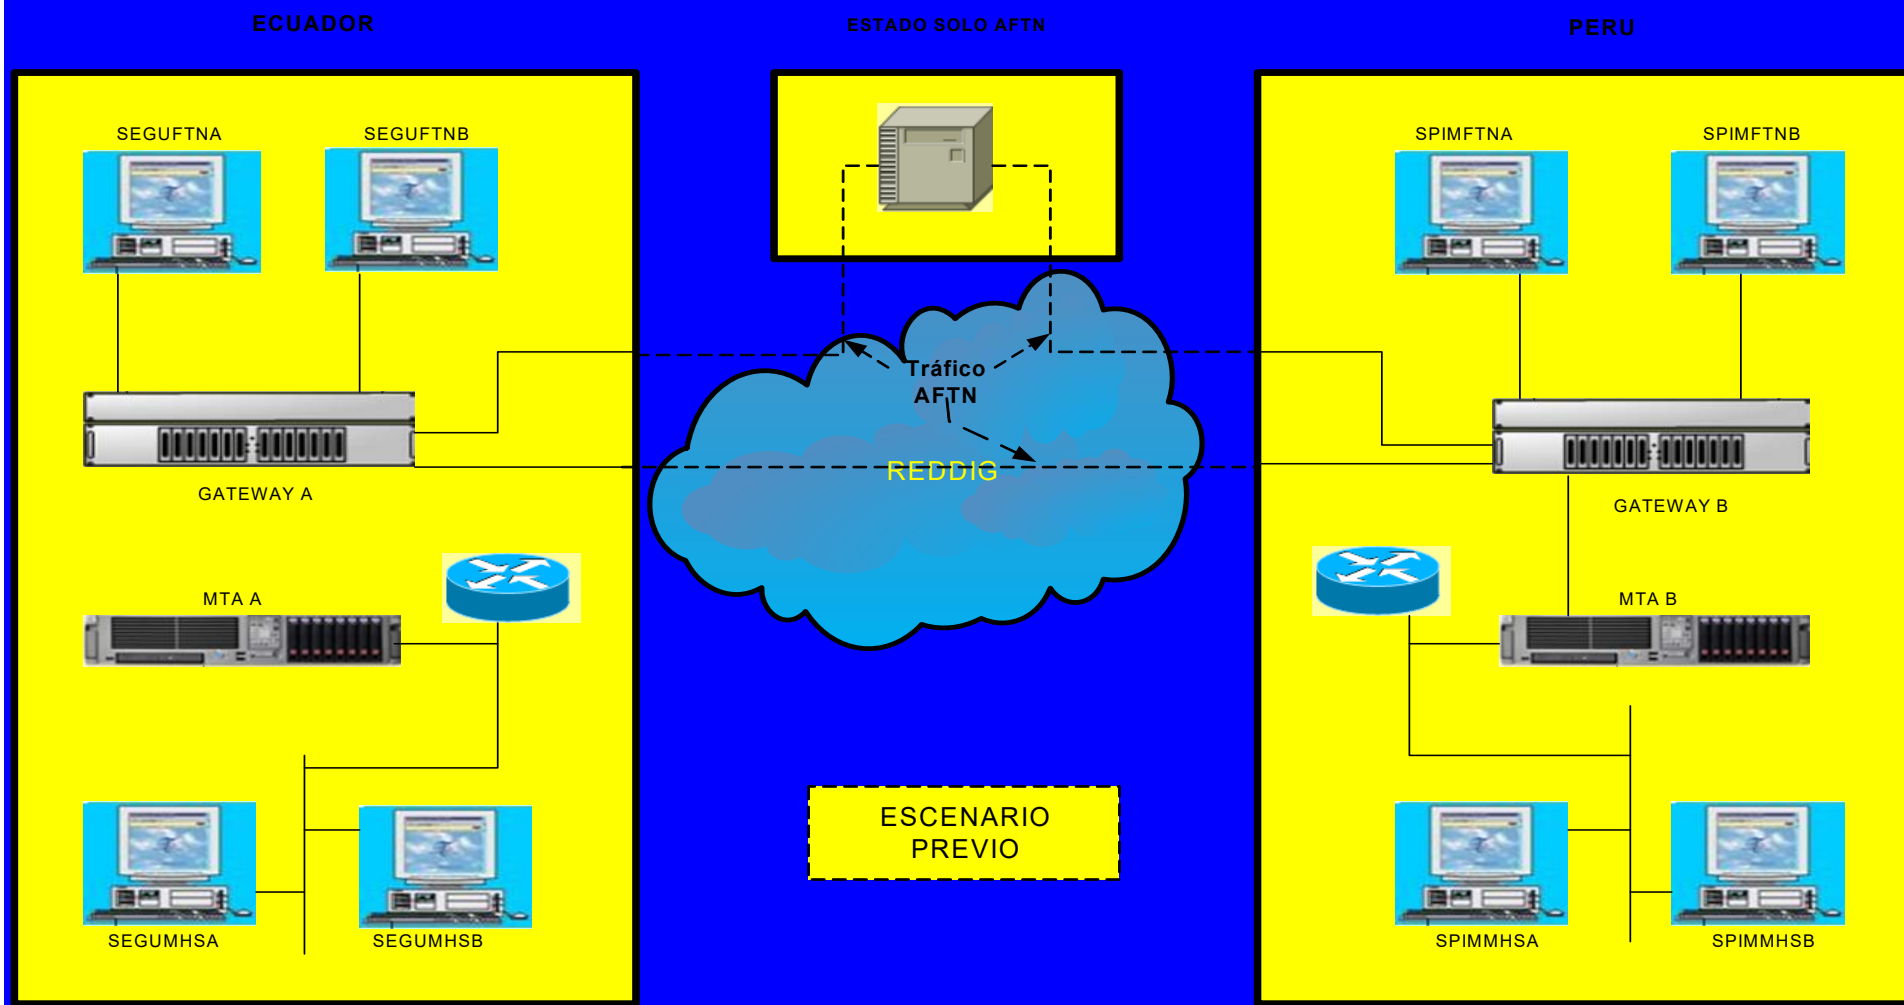 ECUADOR
ESTADO SOLO AFTN
PERU
SEGUFTNA
SEGUFTNB
SPIMFTNA
SPIMFTNB
Tráfico
AFTN
REDDIG
GATEWAY A
GATEWAY B
MTA A
MTA B
ESCENARIO
PREVIO
SEGUMHSA
SEGUMHSB
SPIMMHSA
SPIMMHSB